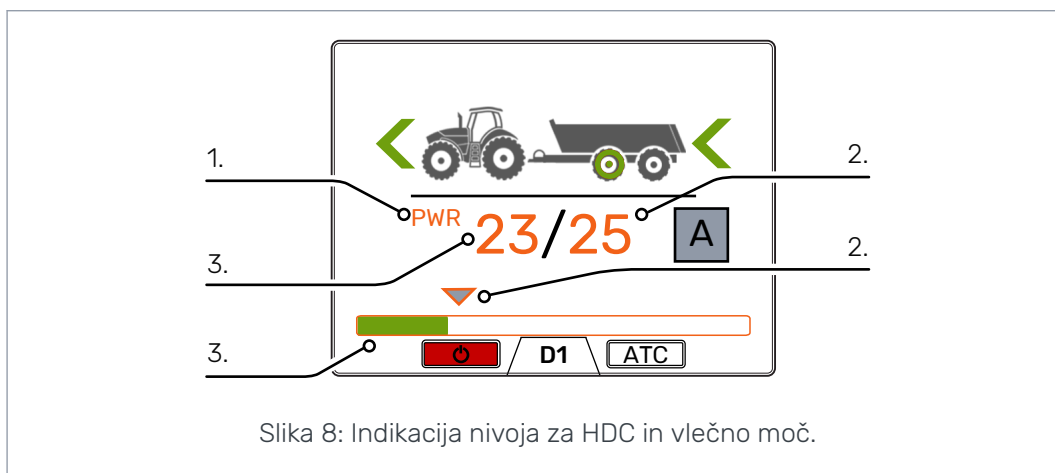 1.
2.
PWR 23/25 A
3.
2.
3.
D1 ATC
Slika 8: Indikacija nivoja za HDC in vlečno moč.